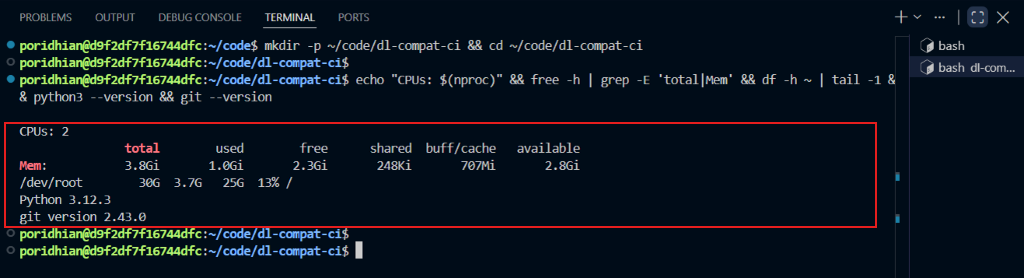 PROBLEMS OUTPUT DEBUG CONSOLE TERMINAL PORTS
poridhian@d9f2df7f16744dfc:~/code$ mkdir -p ~/code/dl-compat-ci && cd ~/code/dl-compat-ci
poridhian@d9f2df7f16744dfc:~/code/dl-compat-ci$
poridhian@d9f2df7f16744dfc:~/code/dl-compat-ci$ echo "CPUs: $(nproc)" && free -h | grep -E 'total|Mem' && df -h ~ | tail -1 &
& python3 --version && git --version
CPUs: 2
total used free shared buff/cache available
Mem: 3.8Gi 1.0Gi 2.3Gi 248Ki 707Mi 2.8Gi
/dev/root 30G 3.7G 25G 13% /
Python 3.12.3
git version 2.43.0
poridhian@d9f2df7f16744dfc:~/code/dl-compat-ci$
poridhian@d9f2df7f16744dfc:~/code/dl-compat-ci$
bash
bash dl-com...